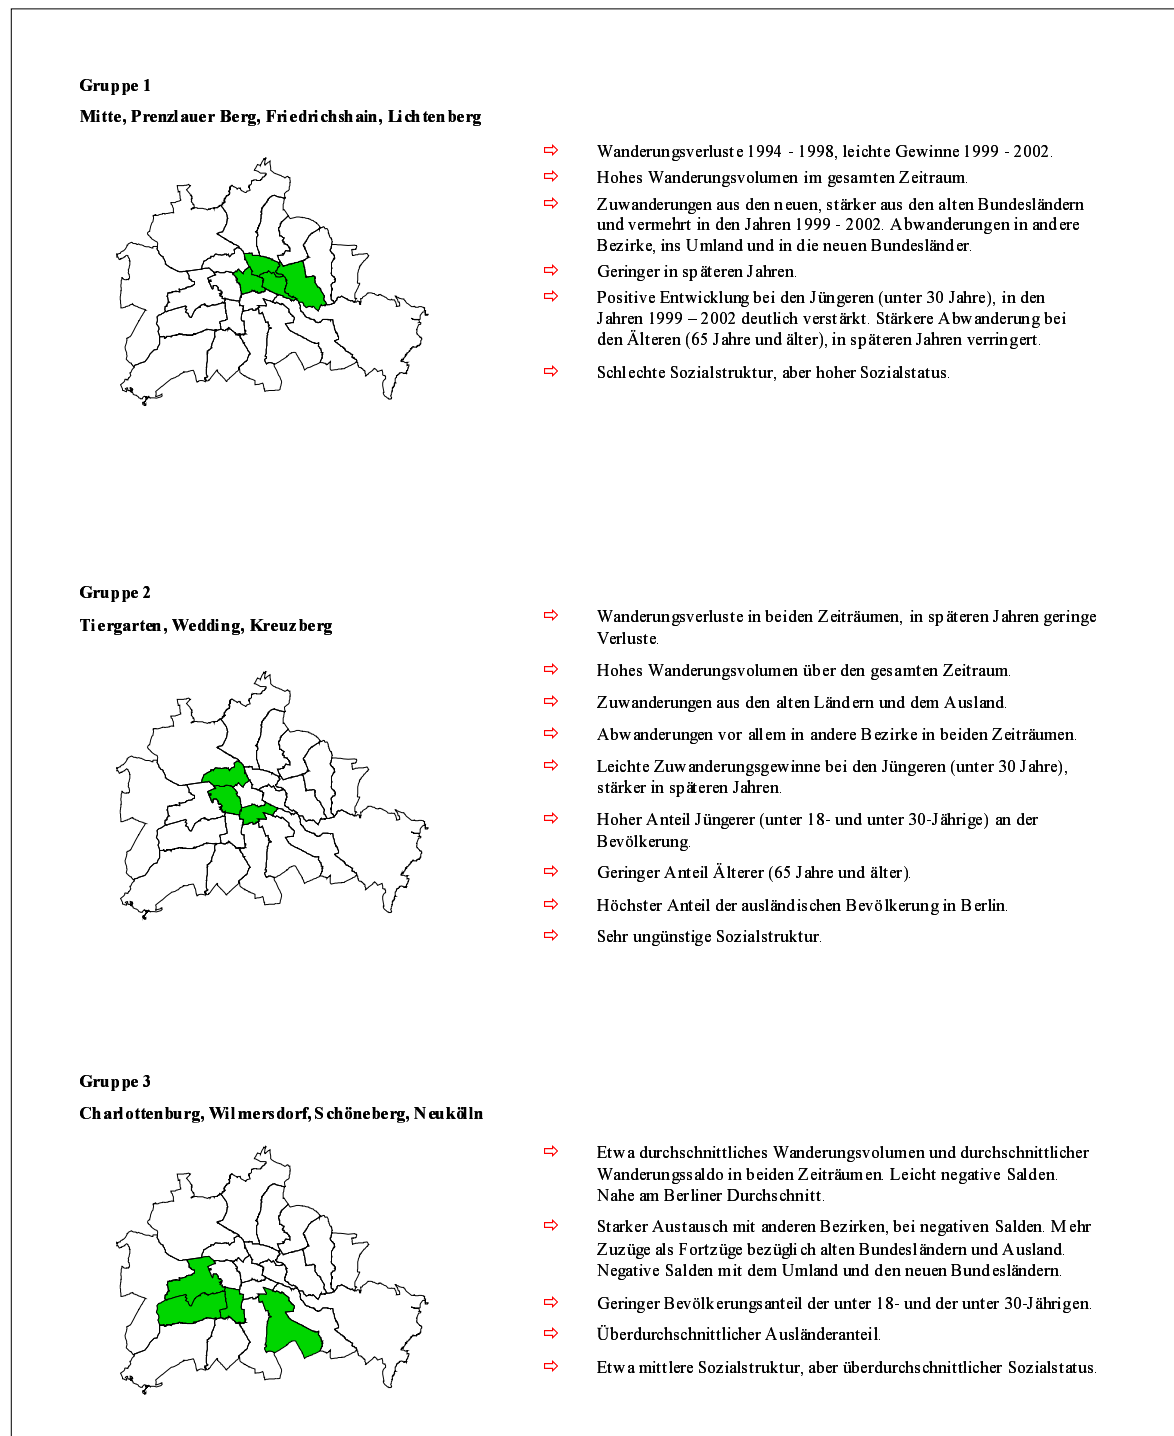 Gruppe 1
Mitte, Prenzlauer Berg, Friedrichshain, Lichtenberg
⇨ Wanderungsverluste 1994 - 1998, leichte Gewinne 1999 - 2002.
⇨ Hohes Wanderungsvolumen im gesamten Zeitraum.
⇨ Zuwanderungen aus den neuen, stärker aus den alten Bundesländern
und vermehrt in den Jahren 1999 - 2002. Abwanderungen in andere
Bezirke, ins Umland und in die neuen Bundesländer.
⇨ Geringer in späteren Jahren.
⇨ Positive Entwicklung bei den Jüngeren (unter 30 Jahre), in den
Jahren 1999 – 2002 deutlich verstärkt. Stärkere Abwanderung bei
den Älteren (65 Jahre und älter), in späteren Jahren verringert.
⇨ Schlechte Sozialstruktur, aber hoher Sozialstatus.
Gruppe 2
Tiergarten, Wedding, Kreuzberg
⇨ Wanderungsverluste in beiden Zeiträumen, in späteren Jahren geringe
Verluste.
⇨ Hohes Wanderungsvolumen über den gesamten Zeitraum.
⇨ Zuwanderungen aus den alten Ländern und dem Ausland.
⇨ Abwanderungen vor allem in andere Bezirke in beiden Zeiträumen.
⇨ Leichte Zuwanderungsgewinne bei den Jüngeren (unter 30 Jahre),
stärker in späteren Jahren.
⇨ Hoher Anteil Jüngerer (unter 18- und unter 30-Jährige) an der
Bevölkerung.
⇨ Geringer Anteil Älterer (65 Jahre und älter).
⇨ Höchster Anteil der ausländischen Bevölkerung in Berlin.
⇨ Sehr ungünstige Sozialstruktur.
Gruppe 3
Charlottenburg, Wilmersdorf, Schöneberg, Neukölln
⇨ Etwa durchschnittliches Wanderungsvolumen und durchschnittlicher
Wanderungssaldo in beiden Zeiträumen. Leicht negative Salden.
Nahe am Berliner Durchschnitt.
⇨ Starker Austausch mit anderen Bezirken, bei negativen Salden. Mehr
Zuzüge als Fortzüge bezüglich alten Bundesländern und Ausland.
Negative Salden mit dem Umland und den neuen Bundesländern.
⇨ Geringer Bevölkerungsanteil der unter 18- und der unter 30-Jährigen.
⇨ Überdurchschnittlicher Ausländeranteil.
⇨ Etwa mittlere Sozialstruktur, aber überdurchschnittlicher Sozialstatus.